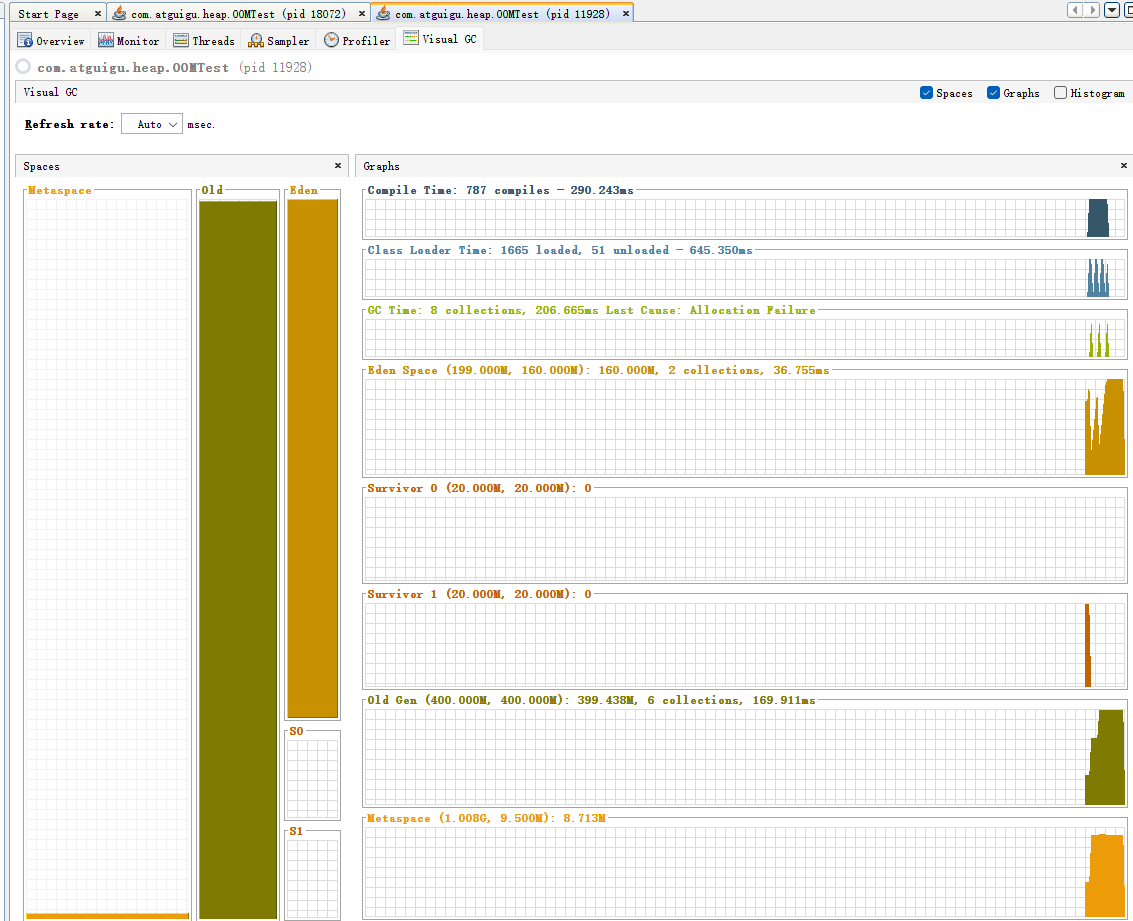 Start Page com.atguigu.heap.OOMTest (pid 18072) com.atguigu.heap.OOMTest (pid 11928)
Overview Monitor Threads Sampler Profiler Visual GC
com.atguigu.heap.OOMTest (pid 11928)
Visual GC Spaces Graphs Histogram
Refresh rate: Auto msec.
Spaces
Metaspace Old Eden
S0
S1
Graphs
Compile Time: 787 compiles - 290.243ms
Class Loader Time: 1665 loaded, 51 unloaded - 645.350ms
GC Time: 8 collections, 206.665ms Last Cause: Allocation Failure
Eden Space (199.000M, 160.000M): 160.000M, 2 collections, 36.755ms
Survivor 0 (20.000M, 20.000M): 0
Survivor 1 (20.000M, 20.000M): 0
Old Gen (400.000M, 400.000M): 399.438M, 6 collections, 169.911ms
Metaspace (1.008G, 9.500M): 8.713M